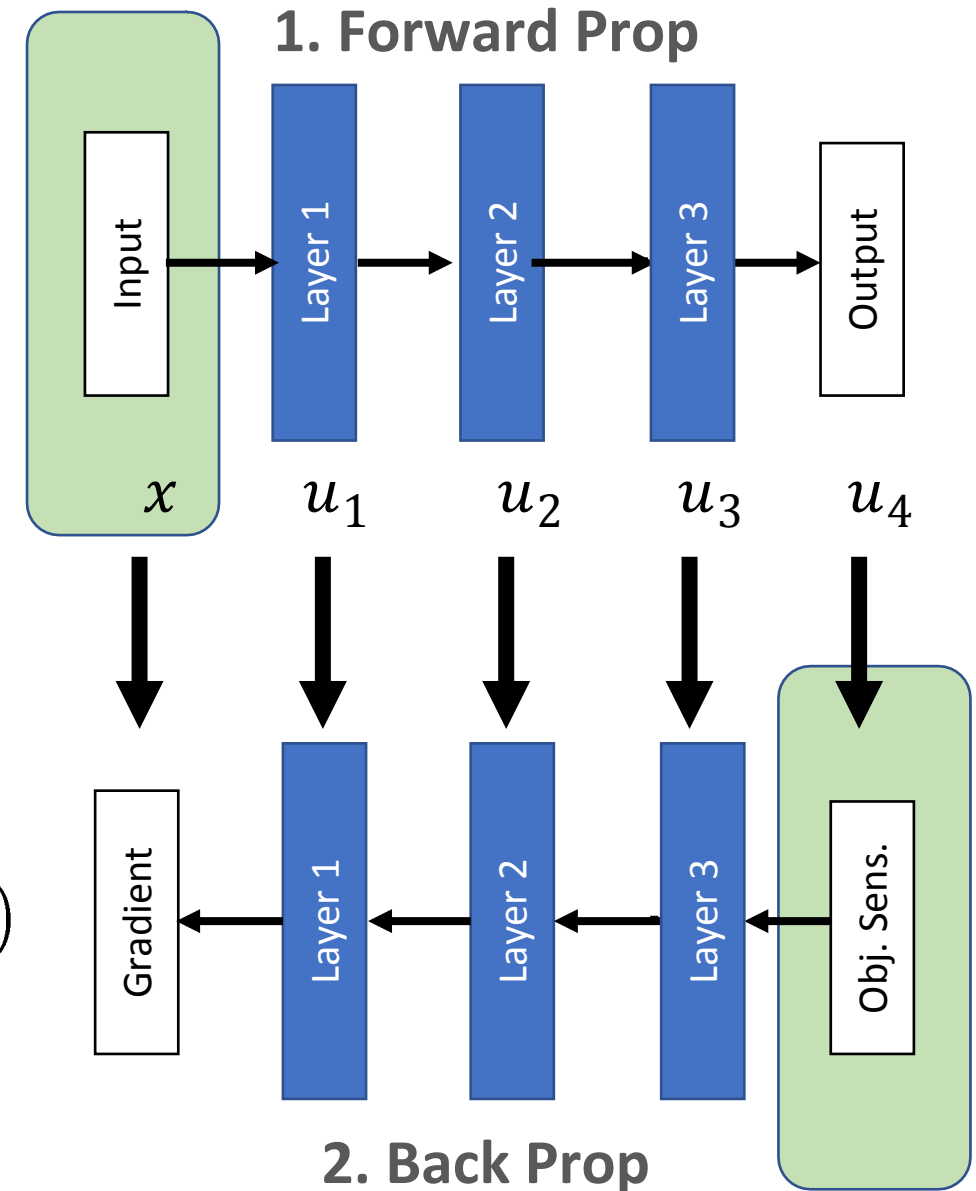 1. Forward Prop
Input
Layer 1
Layer 2
Layer 3
Output
x
u₁
u₂
u₃
u₄
Gradient
Layer 1
Layer 2
Layer 3
Obj. Sens.
)
2. Back Prop